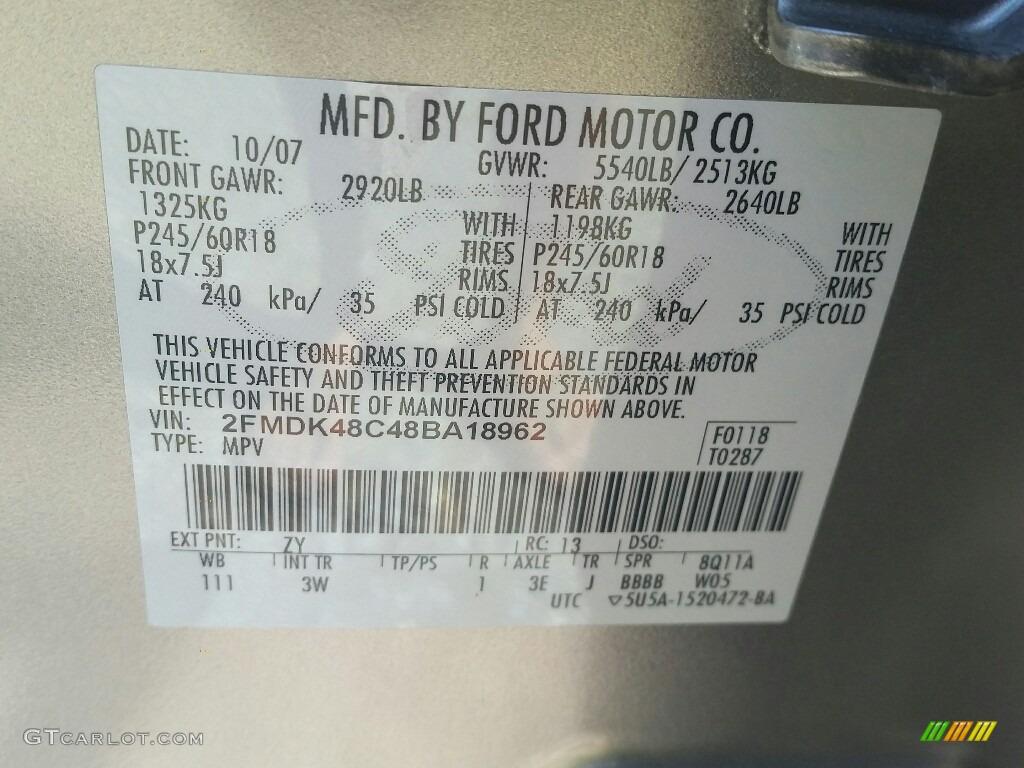 MFD. BY FORD MOTOR CO.
DATE: 10/07 GVWR: 5540LB/ 2513KG
FRONT GAWR: 2920LB REAR GAWR: 2640LB
1325KG WITH 1198KG WITH
P245/60R18 TIRES P245/60R18 TIRES
18x7.5J RIMS 18x7.5J RIMS
AT 240 kPa/ 35 PSI COLD AT 240 kPa/ 35 PSI COLD
THIS VEHICLE CONFORMS TO ALL APPLICABLE FEDERAL MOTOR
VEHICLE SAFETY AND THEFT PREVENTION STANDARDS IN
EFFECT ON THE DATE OF MANUFACTURE SHOWN ABOVE.
VIN: 2FMDK48C48BA18962 F0118
TYPE: MPV T0287
EXT PNT: ZY RC: 13 DSO:
WB INT TR TP/PS R AXLE TR SPR 8Q11A
111 3W 1 3E J BBBB W05
UTC ▽5U5A-1520472-BA
GTCARLOT.COM